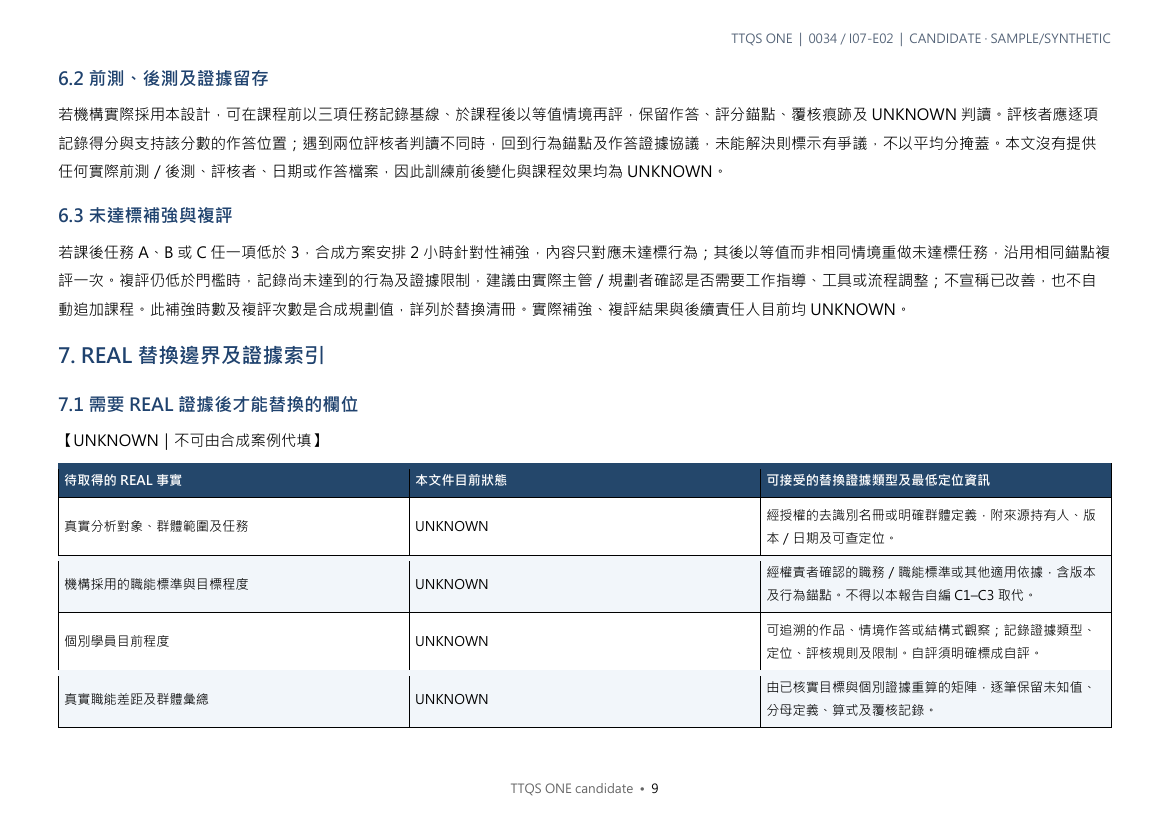 TTQS ONE | 0034 / I07-E02 | CANDIDATE · SAMPLE/SYNTHETIC
6.2 前測、後測及證據留存
若機構實際採用本設計，可在課程前以三項任務記錄基線、於課程後以等值情境再評，保留作答、評分錨點、覆核痕跡及 UNKNOWN 判讀。評核者應逐項
記錄得分與支持該分數的作答位置；遇到兩位評核者判讀不同時，回到行為錨點及作答證據協議，未能解決則標示有爭議，不以平均分掩蓋。本文沒有提供
任何實際前測 / 後測、評核者、日期或作答檔案，因此訓練前後變化與課程效果均為 UNKNOWN。
6.3 未達標補強與複評
若課後任務 A、B 或 C 任一項低於 3，合成方案安排 2 小時針對性補強，內容只對應未達標行為；其後以等值而非相同情境重做未達標任務，沿用相同錨點複
評一次。複評仍低於門檻時，記錄尚未達到的行為及證據限制，建議由實際主管 / 規劃者確認是否需要工作指導、工具或流程調整；不宣稱已改善，也不自
動追加課程。此補強時數及複評次數是合成規劃值，詳列於替換清冊。實際補強、複評結果與後續責任人目前均 UNKNOWN。
7. REAL 替換邊界及證據索引
7.1 需要 REAL 證據後才能替換的欄位
【UNKNOWN | 不可由合成案例代填】
待取得的 REAL 事實
本文件目前狀態
可接受的替換證據類型及最低定位資訊
真實分析對象、群體範圍及任務
UNKNOWN
經授權的去識別名冊或明確群體定義，附來源持有人、版
本 / 日期及可查定位。
機構採用的職能標準與目標程度
UNKNOWN
經權責者確認的職務 / 職能標準或其他適用依據，含版本
及行為錨點。不得以本報告自編 C1–C3 取代。
個別學員目前程度
UNKNOWN
可追溯的作品、情境作答或結構式觀察；記錄證據類型、
定位、評核規則及限制。自評須明確標成自評。
真實職能差距及群體彙總
UNKNOWN
由已核實目標與個別證據重算的矩陣，逐筆保留未知值、
分母定義、算式及覆核記錄。
TTQS ONE candidate • 9